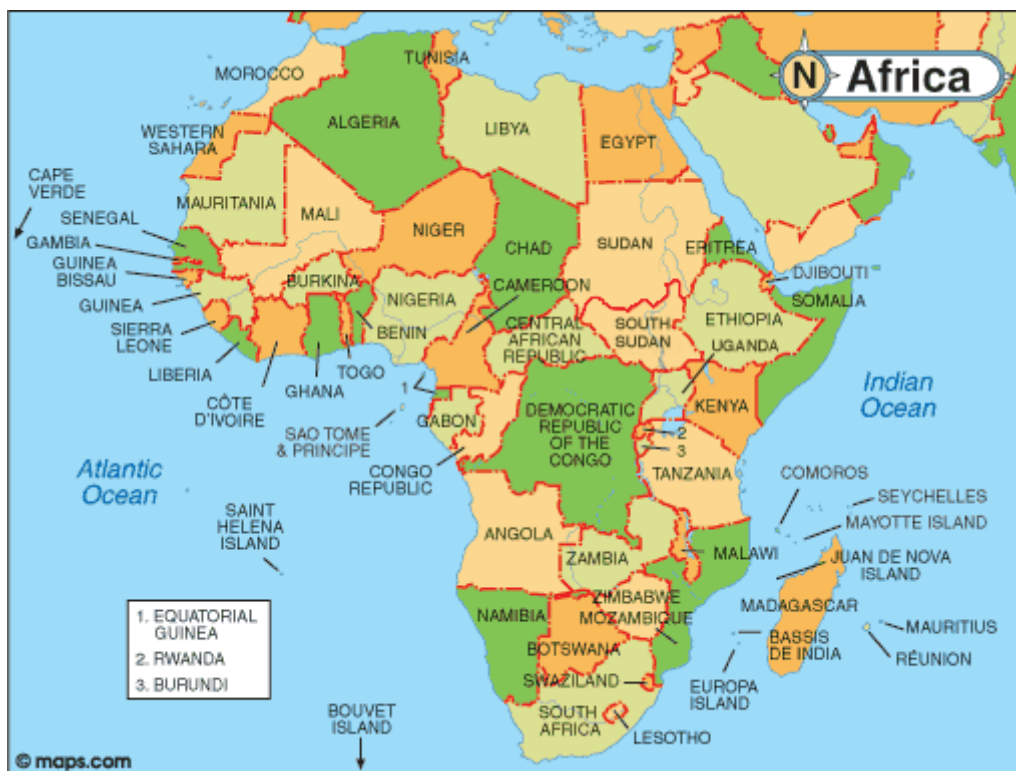 N Africa
TUNISIA
MOROCCO
ALGERIA
LIBYA
EGYPT
WESTERN
SAHARA
CAPE
VERDE
MAURITANIA
MALI
NIGER
CHAD
SUDAN
ERITREA
SENEGAL
GAMBIA
GUINEA
BISSAU
GUINEA
SIERRA
LEONE
LIBERIA
CÔTE
D'IVOIRE
BURKINA
GHANA
TOGO
BENIN
NIGERIA
CAMEROON
CENTRAL
AFRICAN
REPUBLIC
SOUTH
SUDAN
DJIBOUTI
SOMALIA
ETHIOPIA
UGANDA
KENYA
Indian
Ocean
1
SAO TOME
& PRINCIPE
GABON
CONGO
REPUBLIC
DEMOCRATIC
REPUBLIC
OF THE
CONGO
2
3
TANZANIA
Atlantic
Ocean
SAINT
HELENA
ISLAND
COMOROS
SEYCHELLES
MAYOTTE ISLAND
JUAN DE NOVA
ISLAND
ANGOLA
ZAMBIA
MALAWI
ZIMBABWE
MOZAMBIQUE
MADAGASCAR
MAURITIUS
RÉUNION
BASSIS
DE INDIA
EUROPA
ISLAND
NAMIBIA
BOTSWANA
SWAZILAND
SOUTH
AFRICA
LESOTHO
1. EQUATORIAL
GUINEA
2. RWANDA
3. BURUNDI
BOUVET
ISLAND
© maps.com